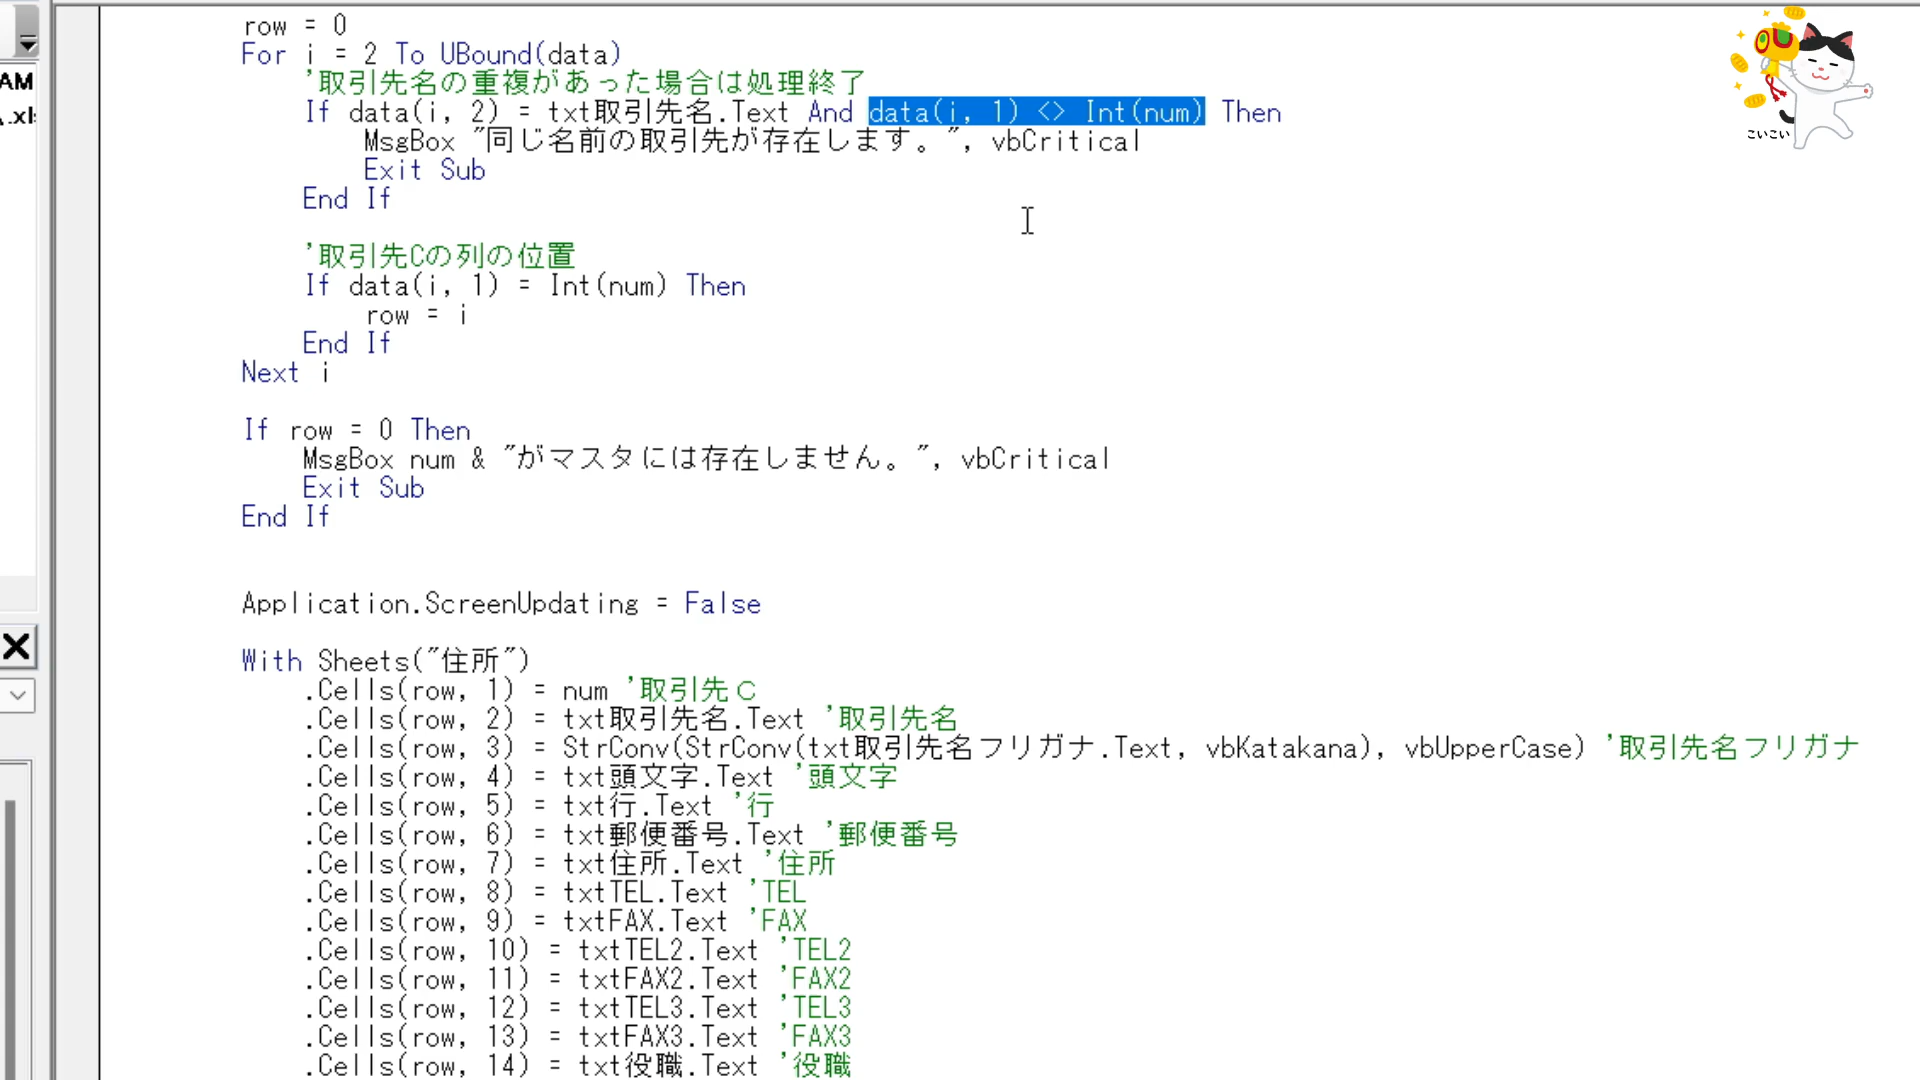 row = 0
For i = 2 To UBound(data)
'取引先名の重複があった場合は処理終了
If data(i, 2) = txt取引先名.Text And data(i, 1) <> Int(num) Then
MsgBox "同じ名前の取引先が存在します。", vbCritical
Exit Sub
End If
'取引先Cの列の位置
If data(i, 1) = Int(num) Then
row = i
End If
Next i
If row = 0 Then
MsgBox num & "がマスタには存在しません。", vbCritical
Exit Sub
End If
Application.ScreenUpdating = False
With Sheets("住所")
.Cells(row, 1) = num '取引先Ｃ
.Cells(row, 2) = txt取引先名.Text '取引先名
.Cells(row, 3) = StrConv(StrConv(txt取引先名フリガナ.Text, vbKatakana), vbUpperCase) '取引先名フリガナ
.Cells(row, 4) = txt頭文字.Text '頭文字
.Cells(row, 5) = txt行.Text '行
.Cells(row, 6) = txt郵便番号.Text '郵便番号
.Cells(row, 7) = txt住所.Text '住所
.Cells(row, 8) = txtTEL.Text 'TEL
.Cells(row, 9) = txtFAX.Text 'FAX
.Cells(row, 10) = txtTEL2.Text 'TEL2
.Cells(row, 11) = txtFAX2.Text 'FAX2
.Cells(row, 12) = txtTEL3.Text 'TEL3
.Cells(row, 13) = txtFAX3.Text 'FAX3
.Cells(row, 14) = txt役職.Text '役職
AM
.xl
こいこい